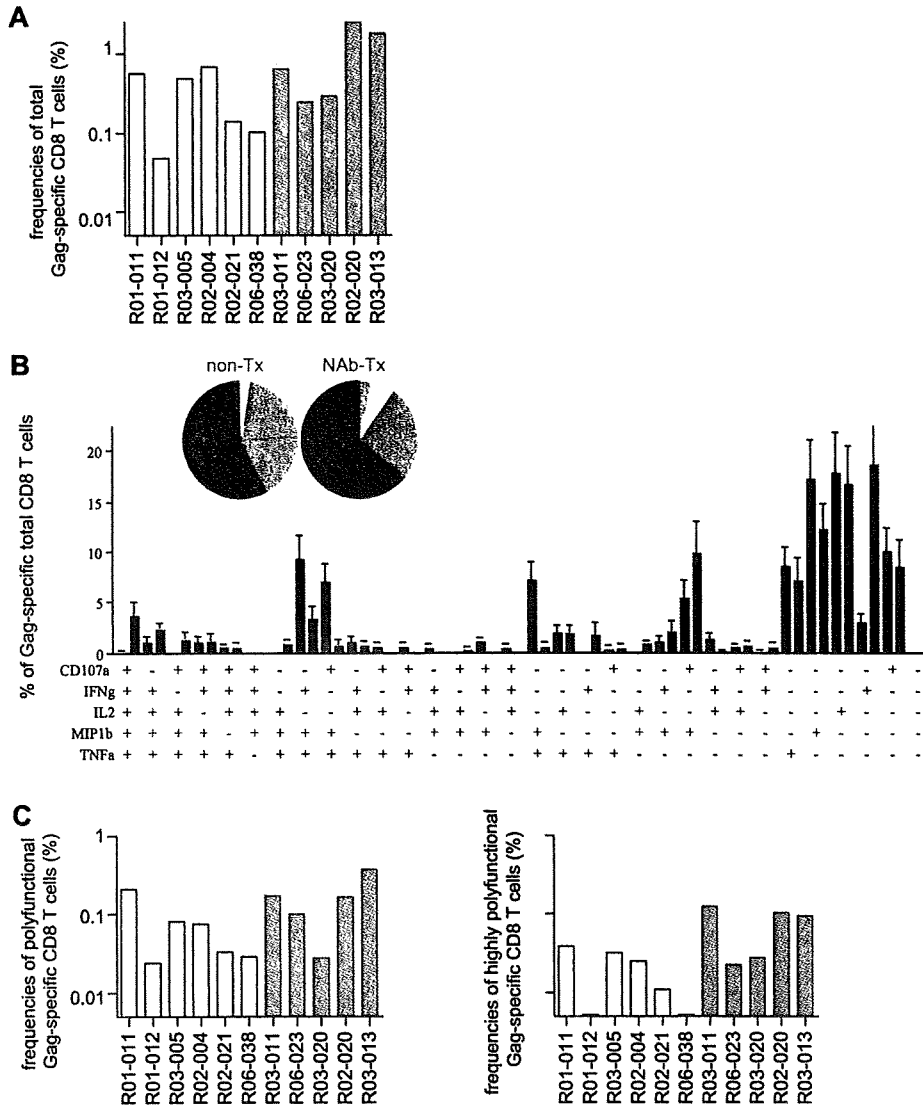 A
frequencies of total
Gag-specific CD8 T cells (%)
1
0.1
0.01
R01-011 R01-012 R03-005 R02-004 R02-021 R06-038 R03-011 R06-023 R03-020 R02-020 R03-013
B
non-Tx NAb-Tx
% of Gag-specific total CD8 T cells
20
15
10
5
0
CD107a + - + + + + - - + - + + - + + + - - - + - - + - + + - - - - + -
IFNg + + - + + + - + - + - + + - + + - - + - - + - + - + - - - + - -
IL2 + + + - + + + - - + + - + + - + - + - - + - - + + - - - + - - -
MIP1b + + + + - + + + + - - - + + + - + - - - + + + - - - - + - - - -
TNFa + + + + + - + + + + + + - - - - + + + + - - - - - - + - - - - -
C
frequencies of polyfunctional
Gag-specific CD8 T cells (%)
1
0.1
0.01
R01-011 R01-012 R03-005 R02-004 R02-021 R06-038 R03-011 R06-023 R03-020 R02-020 R03-013
frequencies of highly polyfunctional
Gag-specific CD8 T cells (%)
R01-011 R01-012 R03-005 R02-004 R02-021 R06-038 R03-011 R06-023 R03-020 R02-020 R03-013